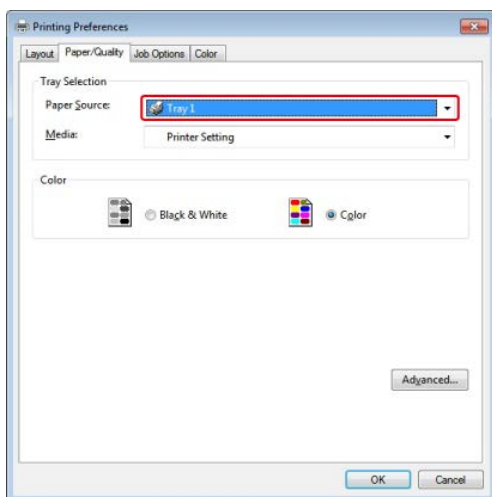 Printing Preferences
Layout Paper/Quality Job Options Color
Tray Selection
Paper Source: Tray 1
Media: Printer Setting
Color
Black & White Color
Advanced...
OK Cancel